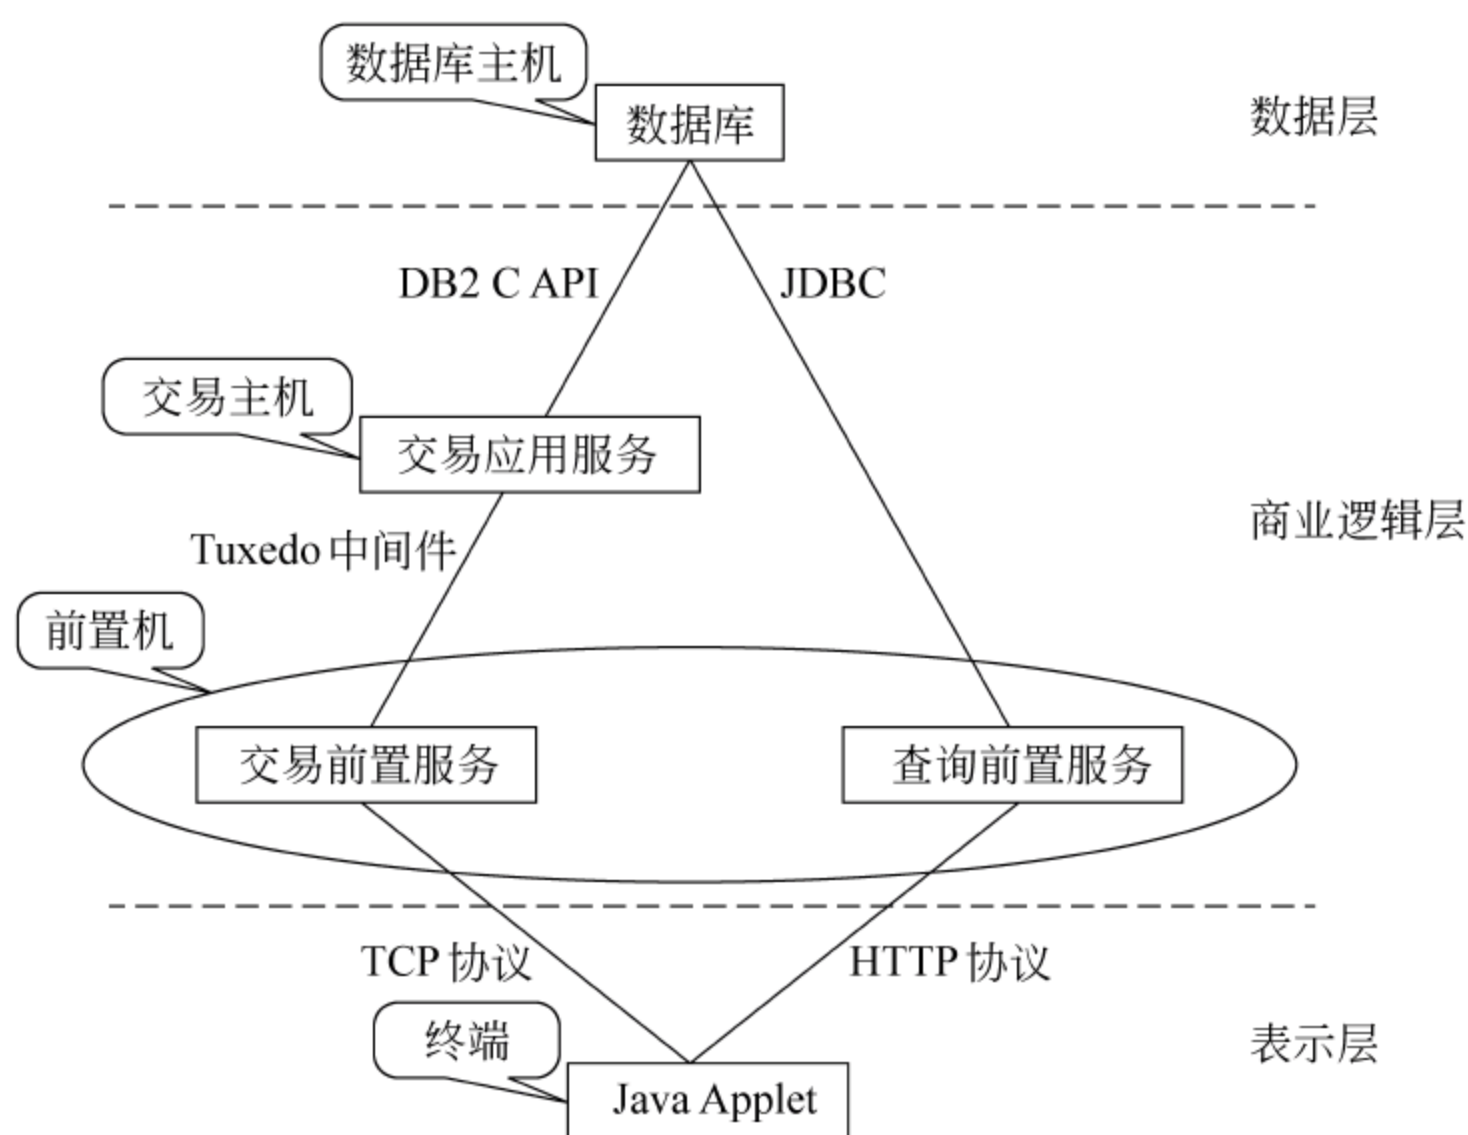 数据库主机
数据库
数据层
DB2 C API
JDBC
交易主机
交易应用服务
商业逻辑层
Tuxedo 中间件
前置机
交易前置服务
查询前置服务
TCP 协议
HTTP 协议
终端
表示层
Java Applet